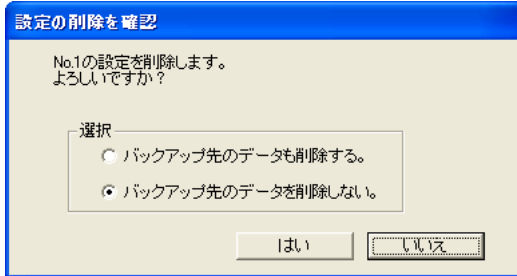 設定の削除を確認
No.1の設定を削除します。
よろしいですか？
選択
バックアップ先のデータも削除する。
バックアップ先のデータを削除しない。
はい
いいえ